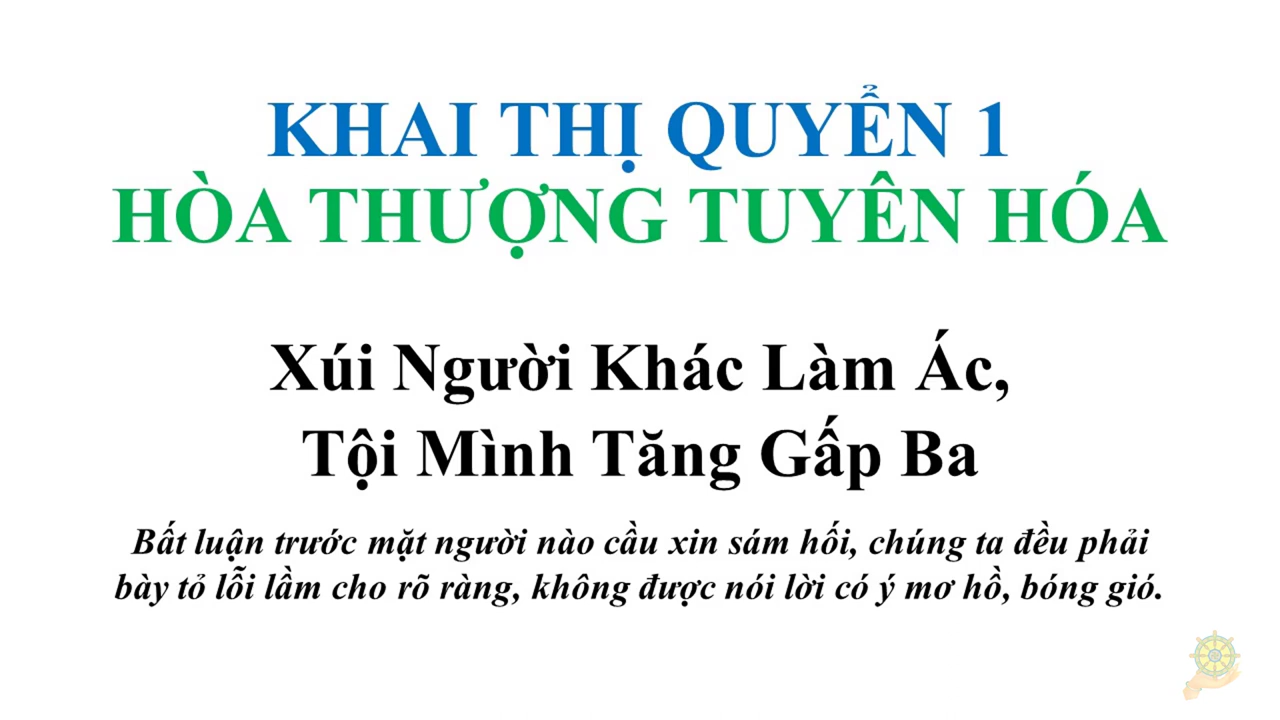 KHAI THỊ QUYỂN 1
HÒA THƯỢNG TUYÊN HÓA
Xúi Người Khác Làm Ác,
Tội Mình Tăng Gấp Ba
Bất luận trước mặt người nào cầu xin sám hối, chúng ta đều phải
bày tỏ lỗi lầm cho rõ ràng, không được nói lời có ý mơ hồ, bóng gió.